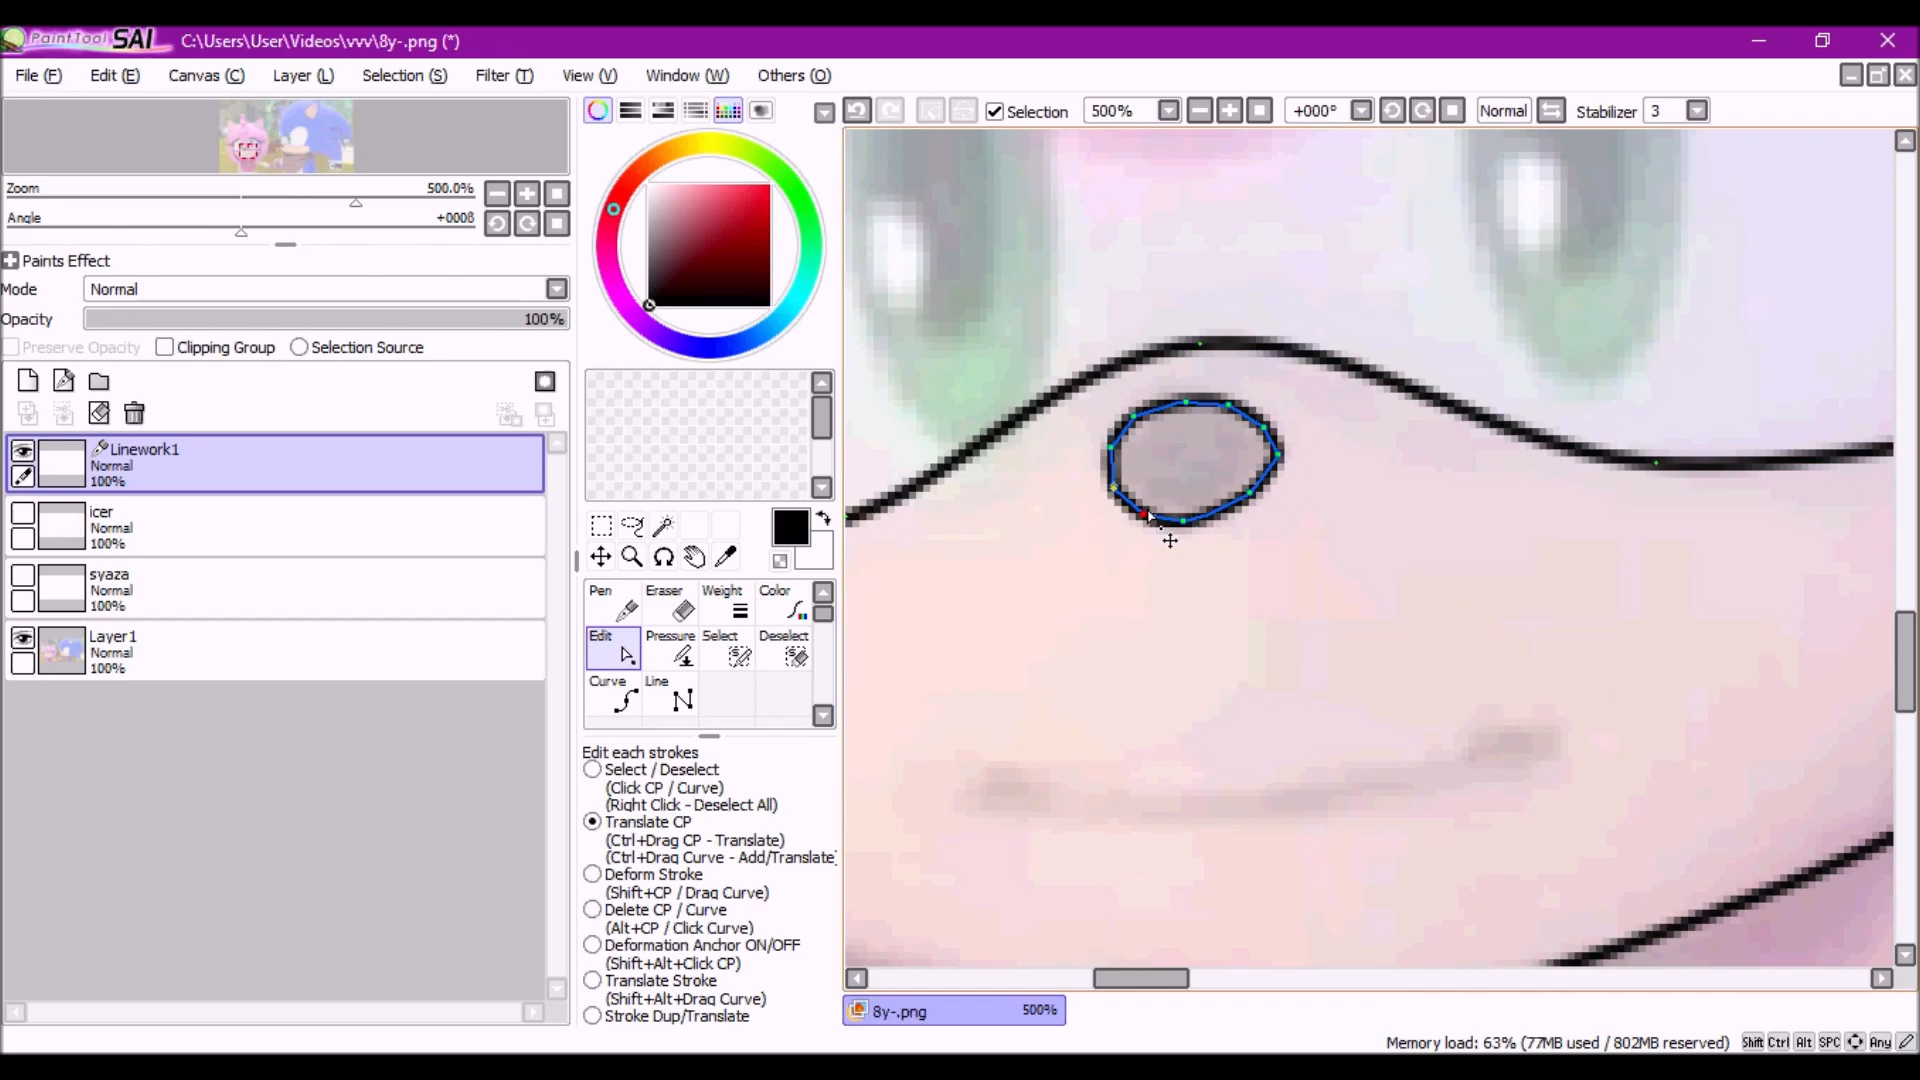 PaintTool SAI C:\Users\User\Videos\vvv\8y-.png (*)
File (F) Edit (E) Canvas (C) Layer (L) Selection (S) Filter (T) View (V) Window (W) Others (O)
Selection 500% +000° Normal Stabilizer 3
Zoom 500.0%
Angle +000ß
Paints Effect
Mode Normal
Opacity 100%
Preserve Opacity Clipping Group Selection Source
Linework1
Normal
100%
icer
Normal
100%
syaza
Normal
100%
Layer1
Normal
100%
Pen Eraser Weight Color
Edit Pressure Select Deselect
Curve Line
Edit each strokes
Select / Deselect
(Click CP / Curve)
(Right Click - Deselect All)
Translate CP
(Ctrl+Drag CP - Translate)
(Ctrl+Drag Curve - Add/Translate)
Deform Stroke
(Shift+CP / Drag Curve)
Delete CP / Curve
(Alt+CP / Click Curve)
Deformation Anchor ON/OFF
(Shift+Alt+Click CP)
Translate Stroke
(Shift+Alt+Drag Curve)
Stroke Dup/Translate
8y-.png 500%
Memory load: 63% (77MB used / 802MB reserved) Shift Ctrl Alt SPC Any